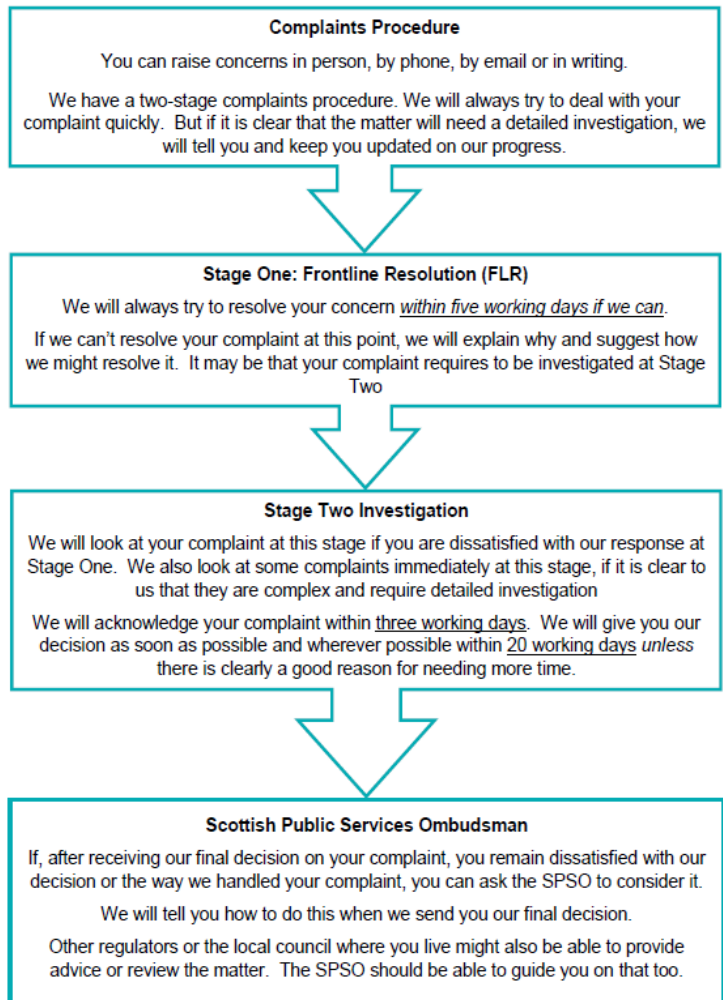 Complaints Procedure
You can raise concerns in person, by phone, by email or in writing.
We have a two-stage complaints procedure. We will always try to deal with your
complaint quickly.  But if it is clear that the matter will need a detailed investigation, we
will tell you and keep you updated on our progress.
Stage One: Frontline Resolution (FLR)
We will always try to resolve your concern within five working days if we can.
If we can't resolve your complaint at this point, we will explain why and suggest how
we might resolve it.  It may be that your complaint requires to be investigated at Stage
Two
Stage Two Investigation
We will look at your complaint at this stage if you are dissatisfied with our response at
Stage One.  We also look at some complaints immediately at this stage, if it is clear to
us that they are complex and require detailed investigation
We will acknowledge your complaint within three working days.  We will give you our
decision as soon as possible and wherever possible within 20 working days unless
there is clearly a good reason for needing more time.
Scottish Public Services Ombudsman
If, after receiving our final decision on your complaint, you remain dissatisfied with our
decision or the way we handled your complaint, you can ask the SPSO to consider it.
We will tell you how to do this when we send you our final decision.
Other regulators or the local council where you live might also be able to provide
advice or review the matter.  The SPSO should be able to guide you on that too.